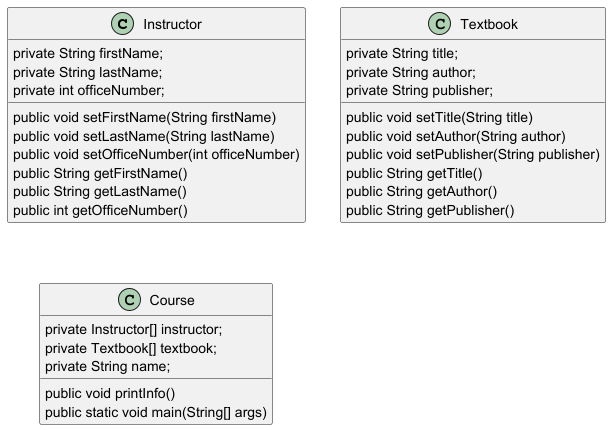 C Instructor
private String firstName;
private String lastName;
private int officeNumber;
public void setFirstName(String firstName)
public void setLastName(String lastName)
public void setOfficeNumber(int officeNumber)
public String getFirstName()
public String getLastName()
public int getOfficeNumber()
C Textbook
private String title;
private String author;
private String publisher;
public void setTitle(String title)
public void setAuthor(String author)
public void setPublisher(String publisher)
public String getTitle()
public String getAuthor()
public String getPublisher()
C Course
private Instructor[] instructor;
private Textbook[] textbook;
private String name;
public void printInfo()
public static void main(String[] args)